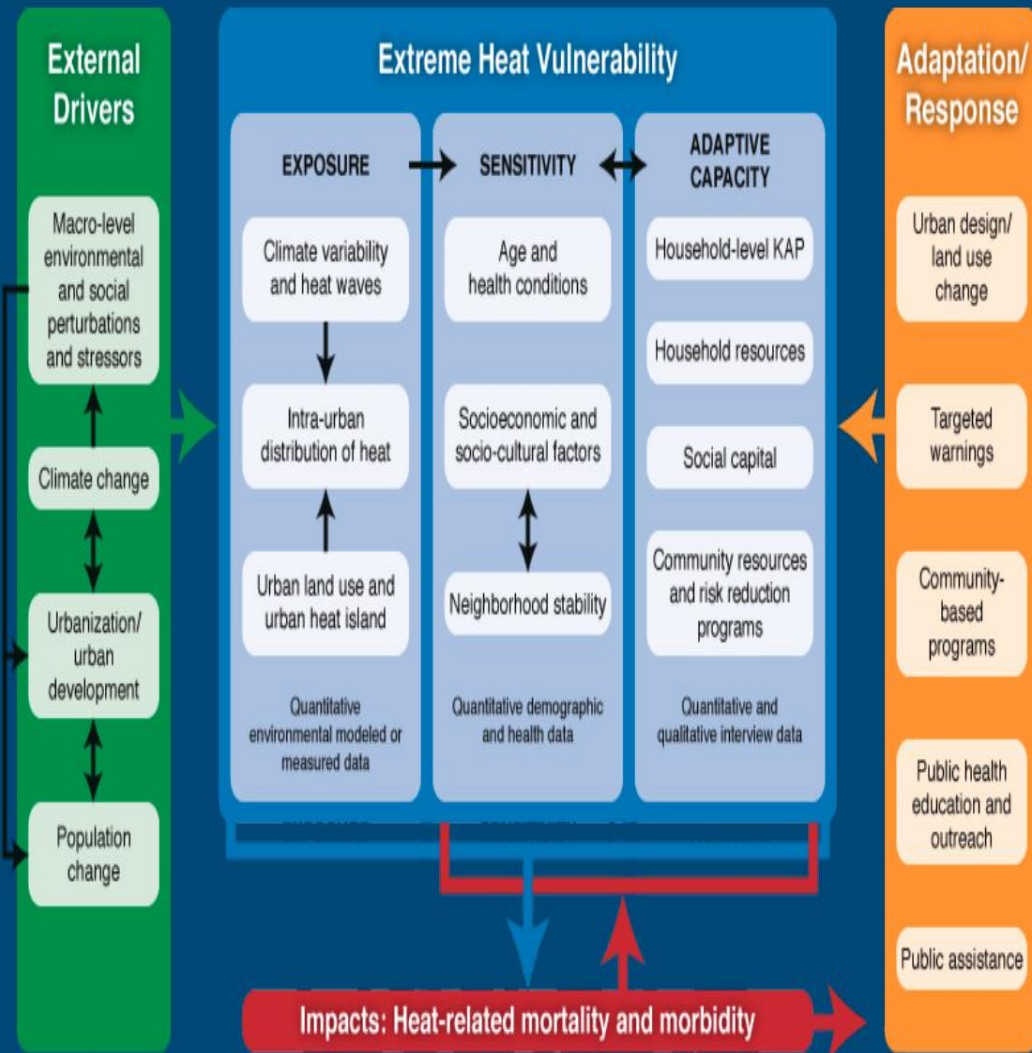 External
Drivers
Macro-level
environmental
and social
perturbations
and stressors
Climate change
Urbanization/
urban
development
Population
change
Extreme Heat Vulnerability
EXPOSURE
Climate variability
and heat waves
Intra-urban
distribution of heat
Urban land use and
urban heat island
Quantitative
environmental modeled or
measured data
SENSITIVITY
Age and
health conditions
Socioeconomic and
socio-cultural factors
Neighborhood stability
Quantitative demographic
and health data
ADAPTIVE
CAPACITY
Household-level KAP
Household resources
Social capital
Community resources
and risk reduction
programs
Quantitative and
qualitative interview data
Impacts: Heat-related mortality and morbidity
Adaptation/
Response
Urban design/
land use
change
Targeted
warnings
Community-
based
programs
Public health
education and
outreach
Public assistance